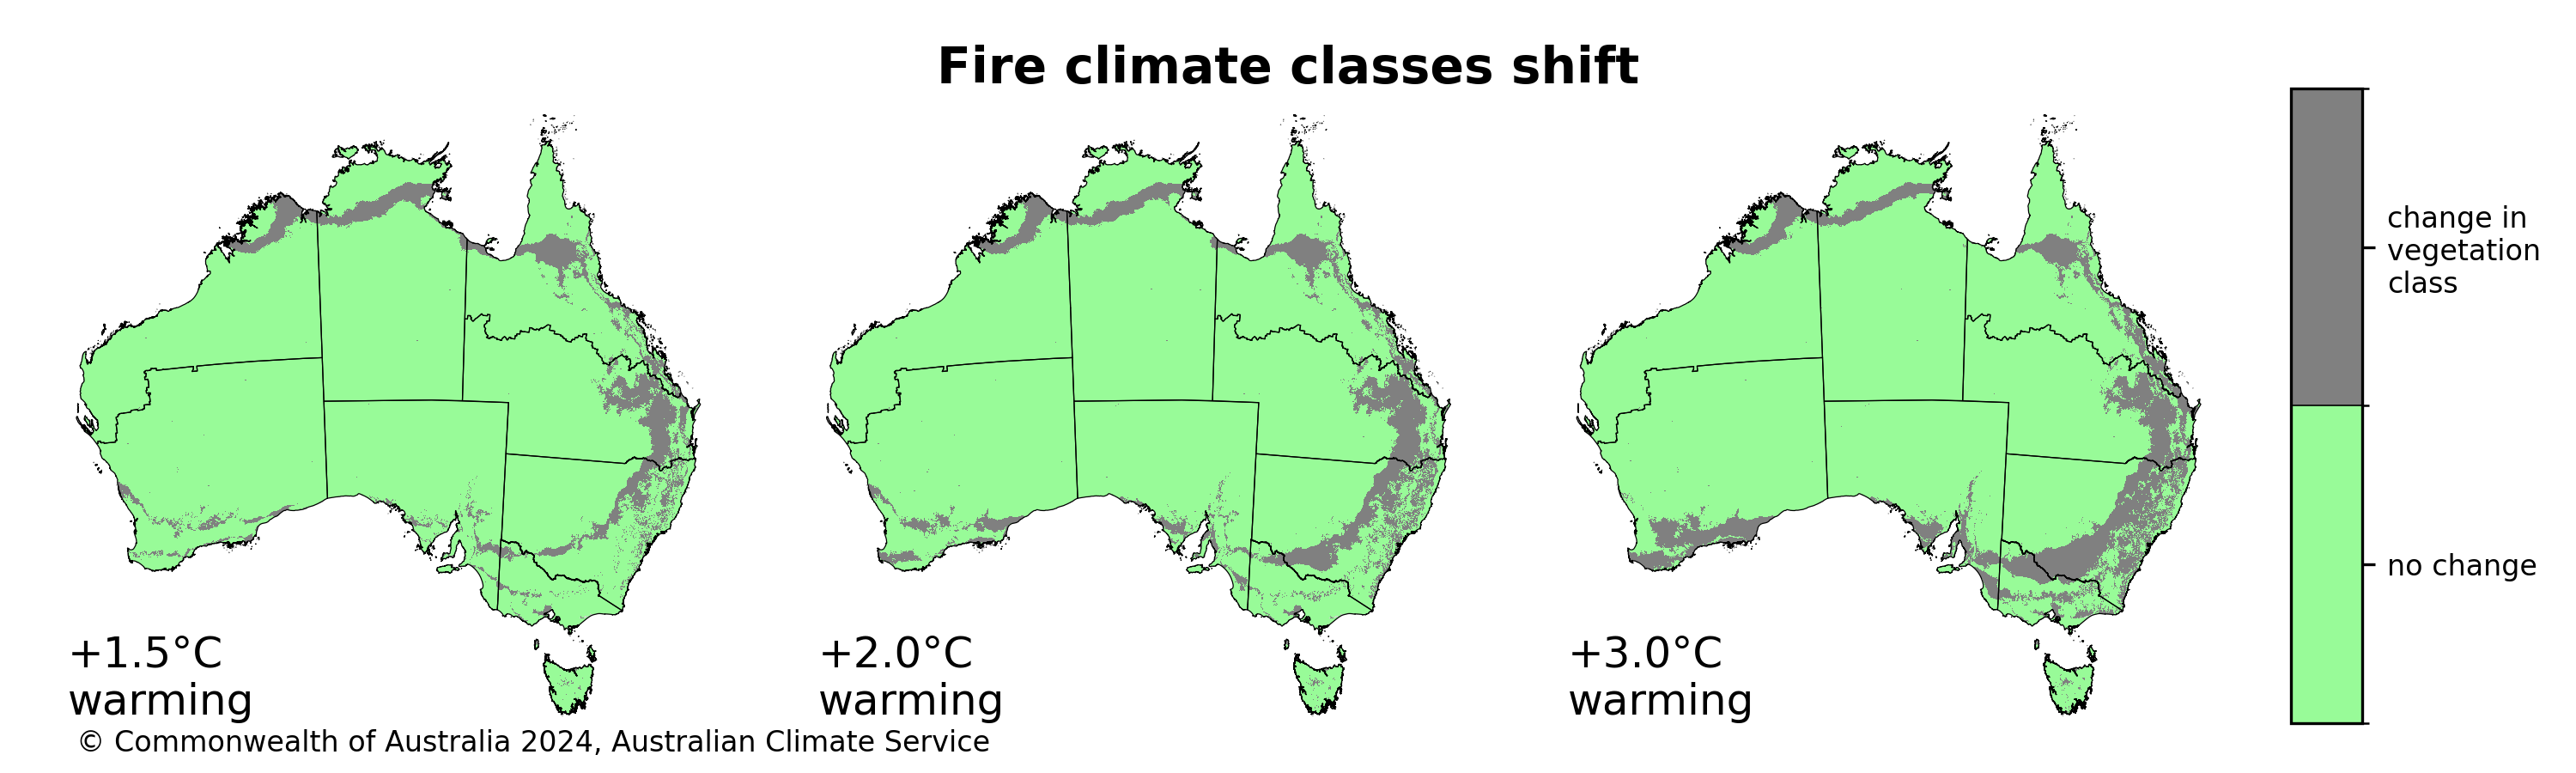 Fire climate classes shift
+1.5°C
warming
+2.0°C
warming
+3.0°C
warming
change in
vegetation
class
no change
© Commonwealth of Australia 2024, Australian Climate Service